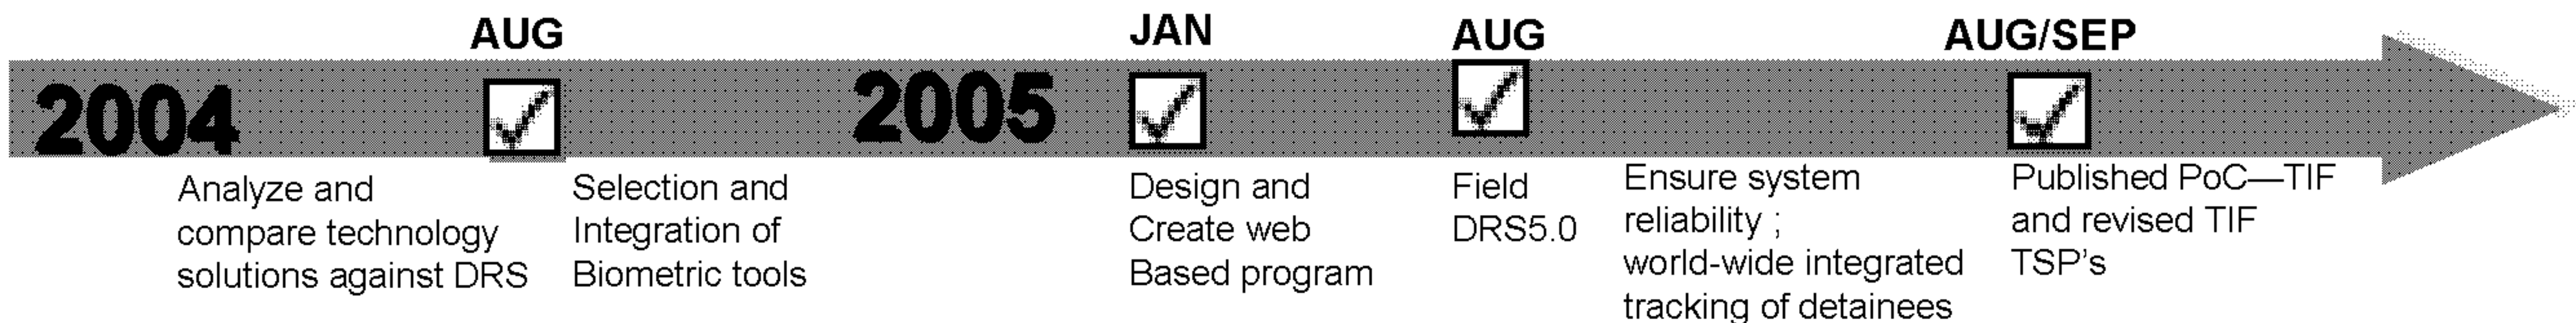 AUG
JAN
AUG
AUG/SEP
2004
2005
Analyze and
compare technology
solutions against DRS
Selection and
Integration of
Biometric tools
Design and
Create web
Based program
Field
DRS5.0
Ensure system
reliability ;
world-wide integrated
tracking of detainees
Published PoC—TIF
and revised TIF
TSP's